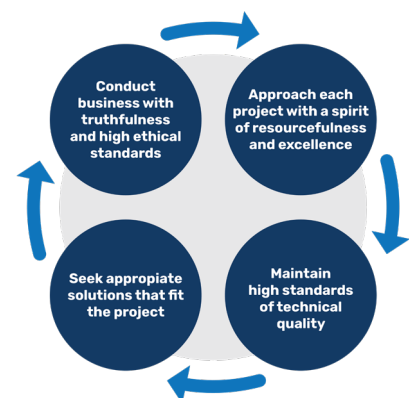 Conduct
business with
truthfulness
and high ethical
standards
Approach each
project with a spirit
of resourcefulness
and excellence
Seek appropiate
solutions that fit
the project
Maintain
high standards
of technical
quality